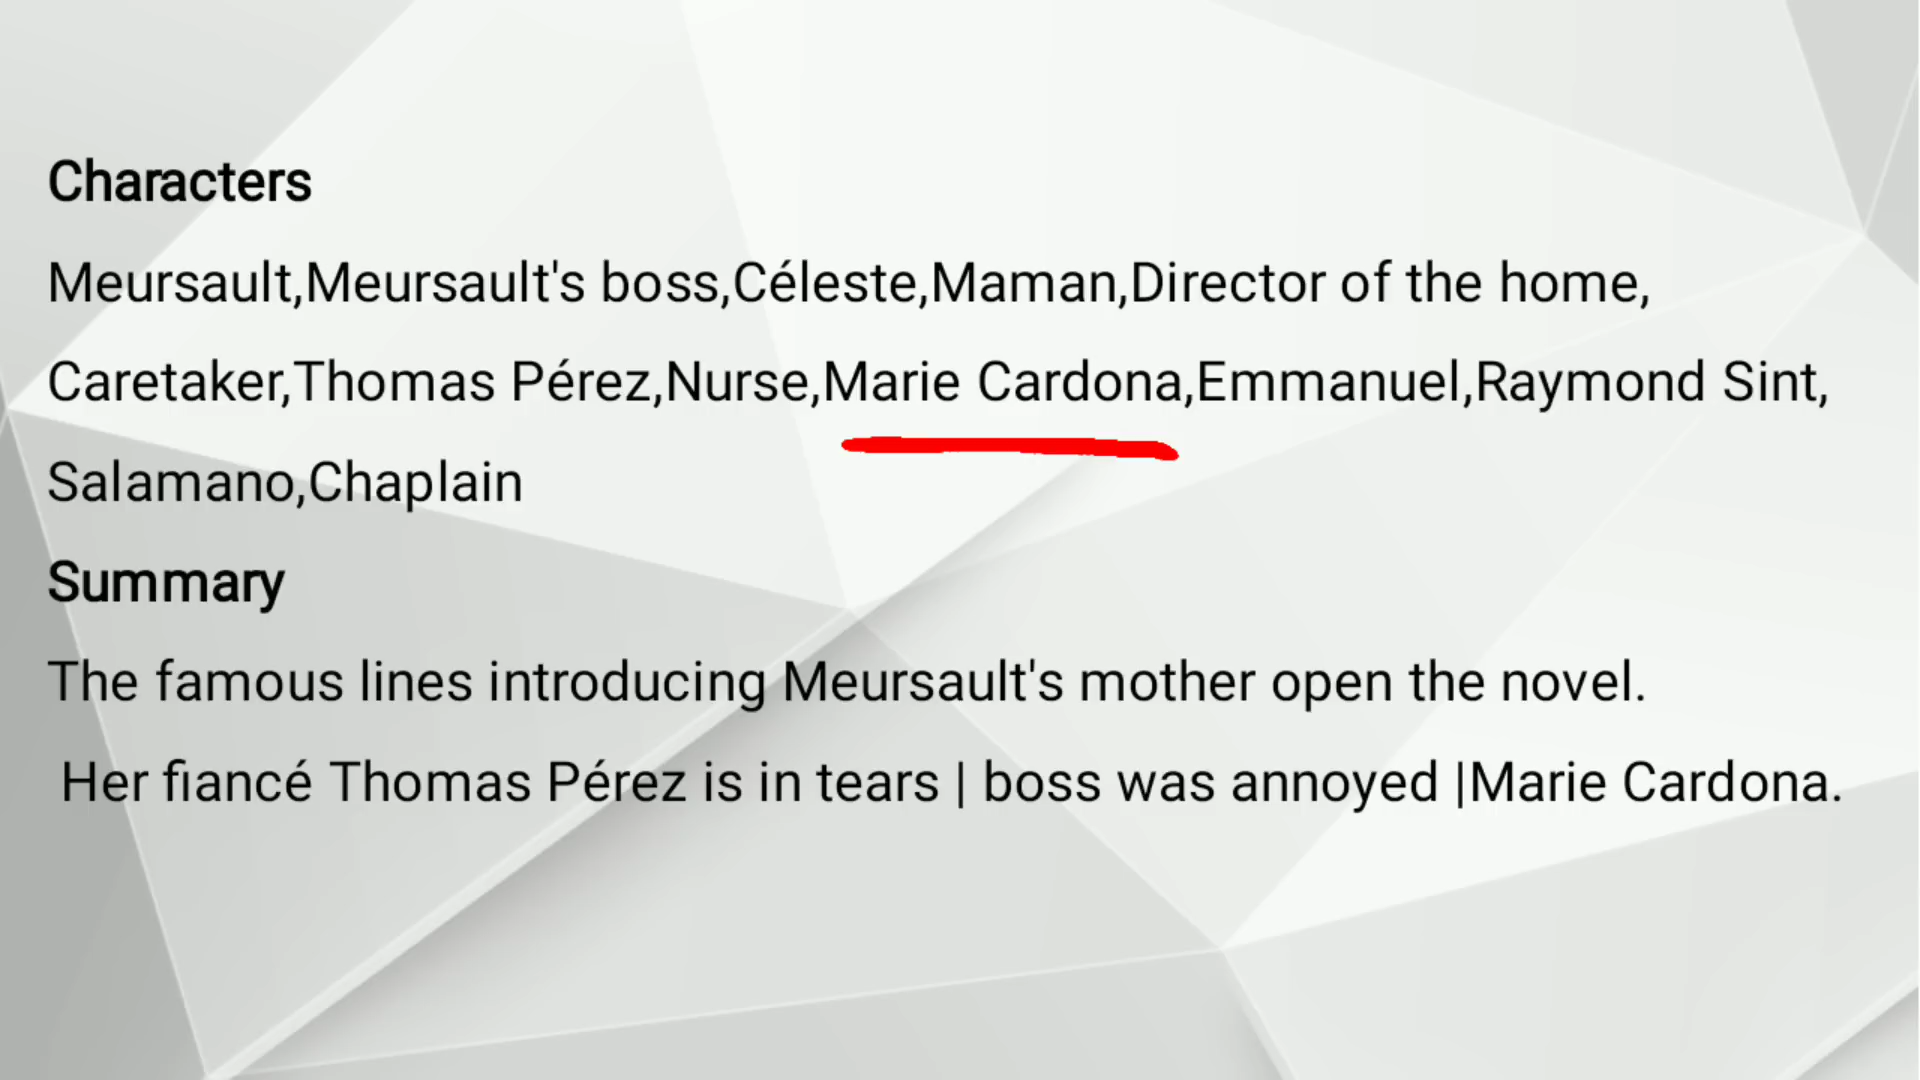 Characters
Meursault,Meursault's boss,Céleste,Maman,Director of the home,
Caretaker,Thomas Pérez,Nurse,Marie Cardona,Emmanuel,Raymond Sint,
Salamano,Chaplain
Summary
The famous lines introducing Meursault's mother open the novel.
Her fiancé Thomas Pérez is in tears | boss was annoyed |Marie Cardona.